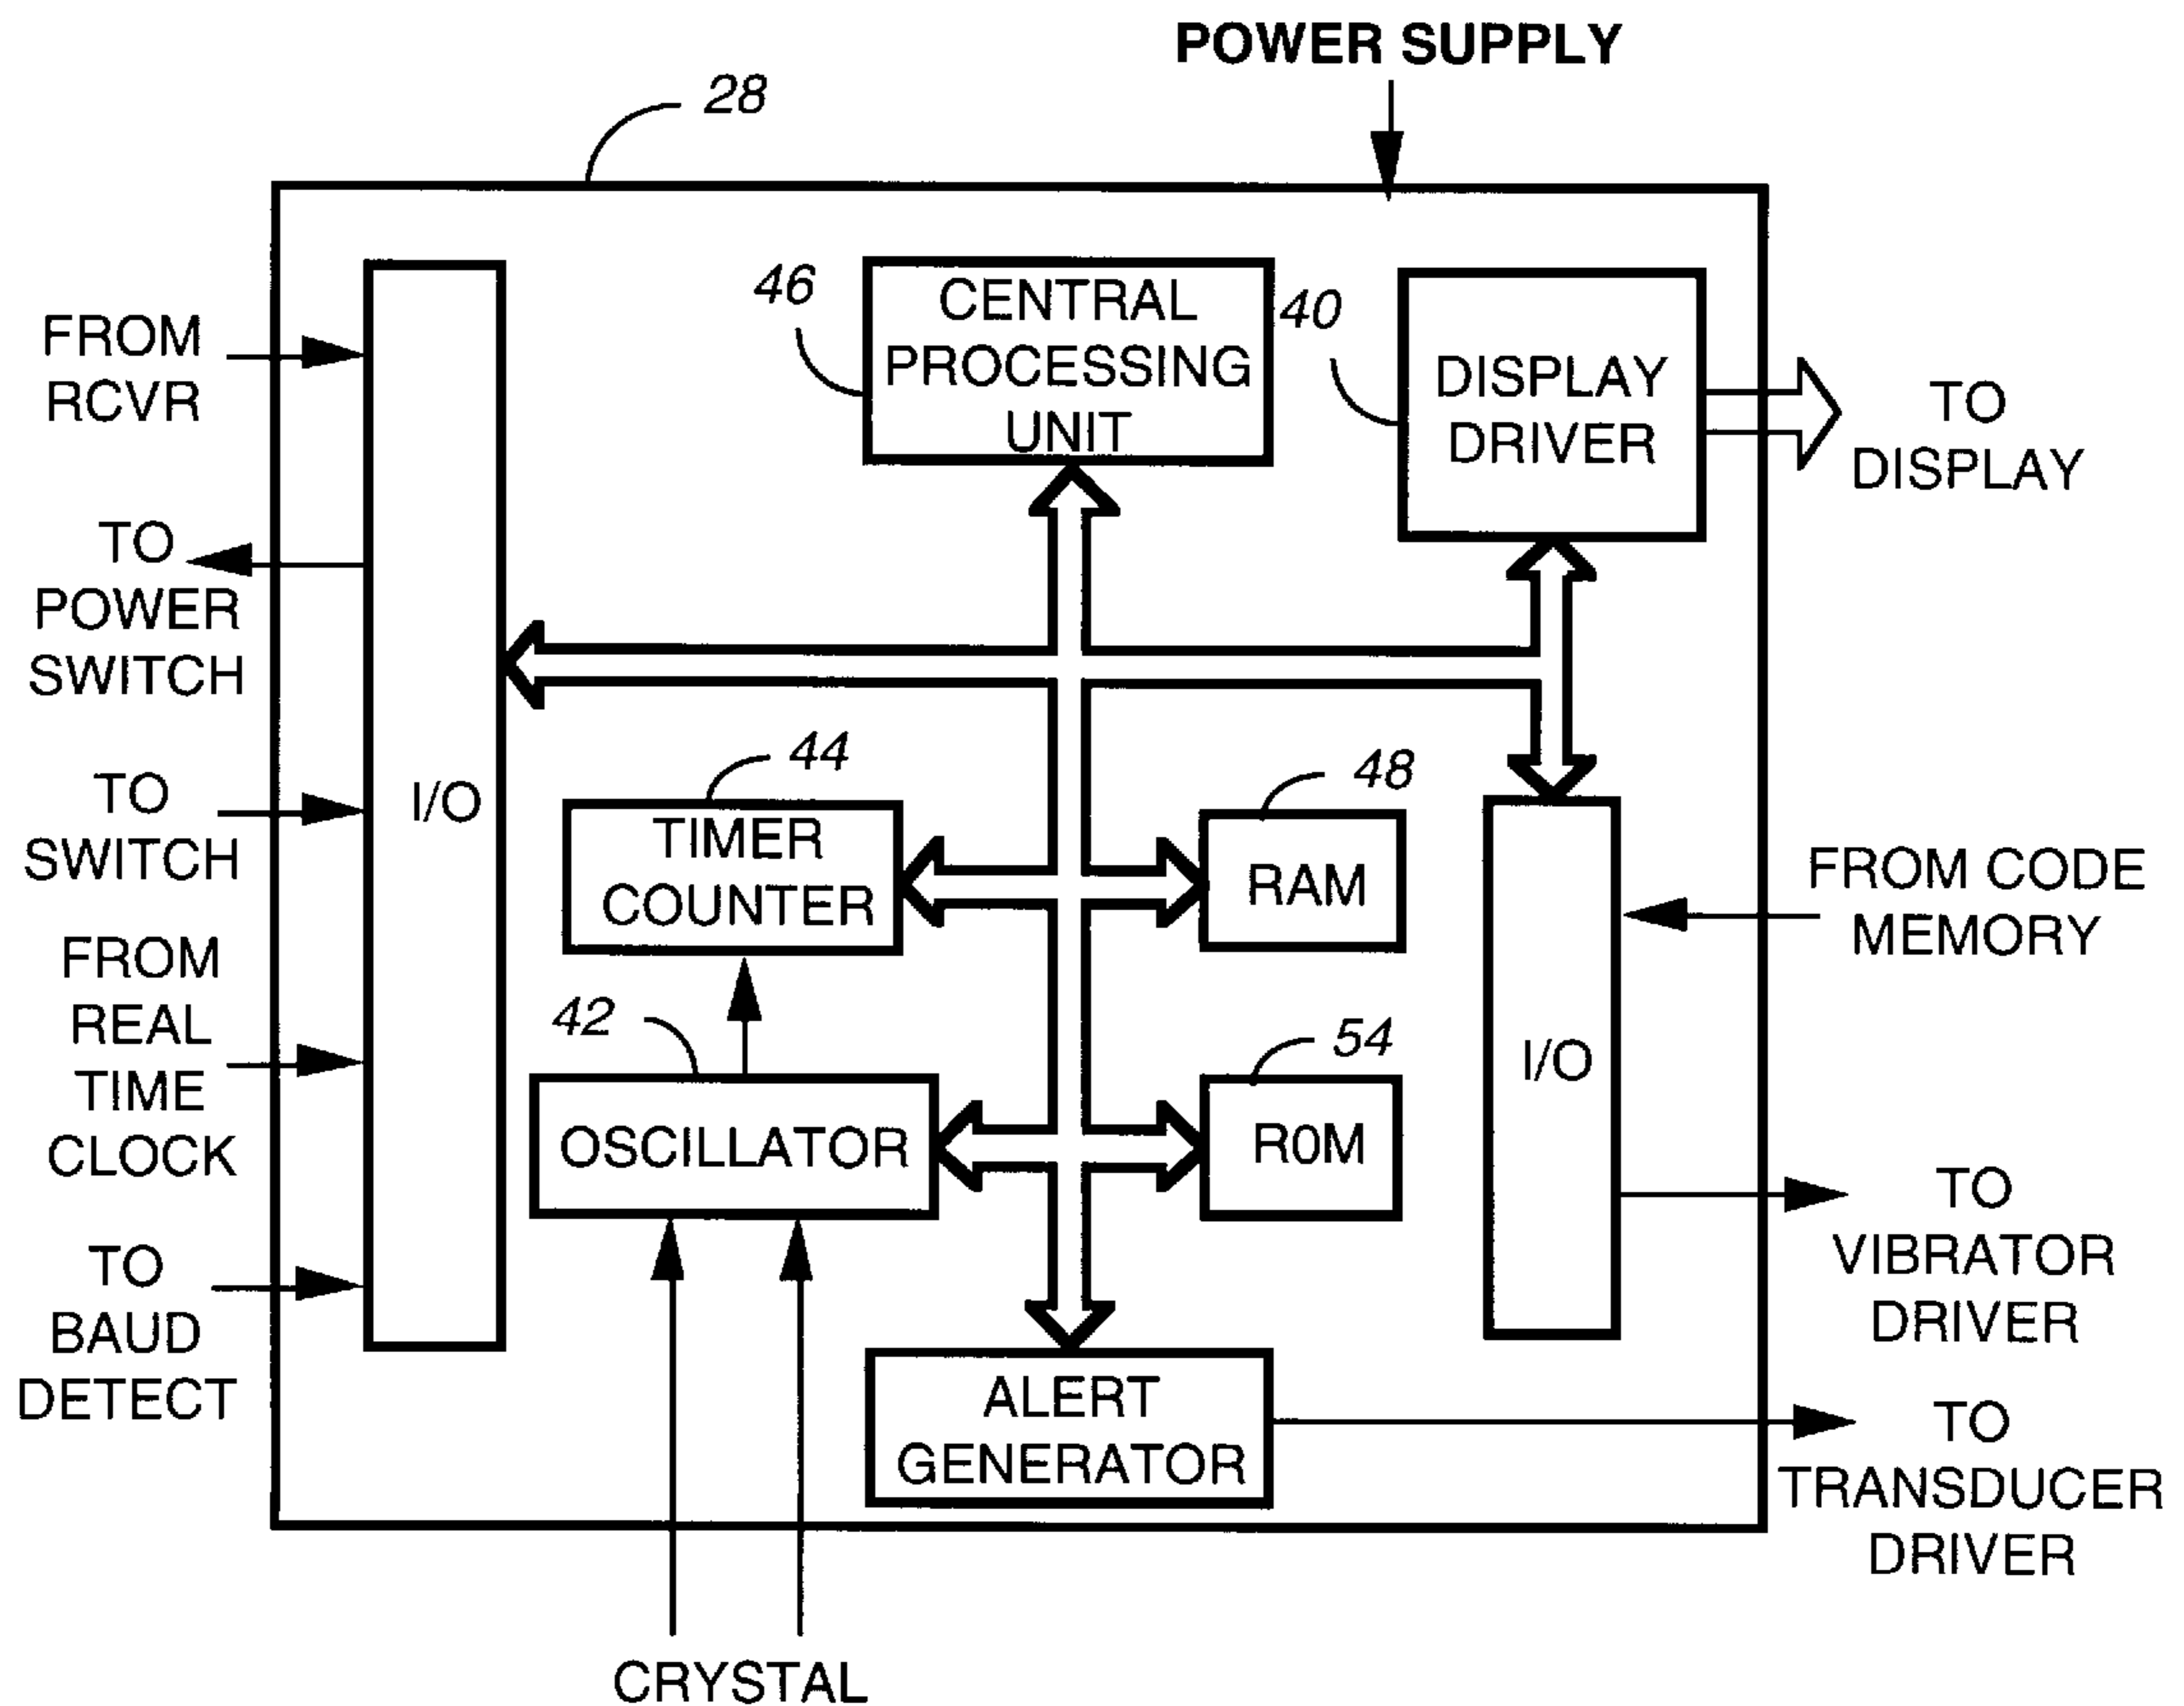 POWER SUPPLY
28
46
CENTRAL
PROCESSING
UNIT
40
DISPLAY
DRIVER
TO
DISPLAY
FROM
RCVR
TO
POWER
SWITCH
TO
SWITCH
FROM
REAL
TIME
CLOCK
TO
BAUD
DETECT
I/O
44
TIMER
COUNTER
48
RAM
42
OSCILLATOR
54
R0M
I/O
FROM CODE
MEMORY
TO
VIBRATOR
DRIVER
ALERT
GENERATOR
TO
TRANSDUCER
DRIVER
CRYSTAL